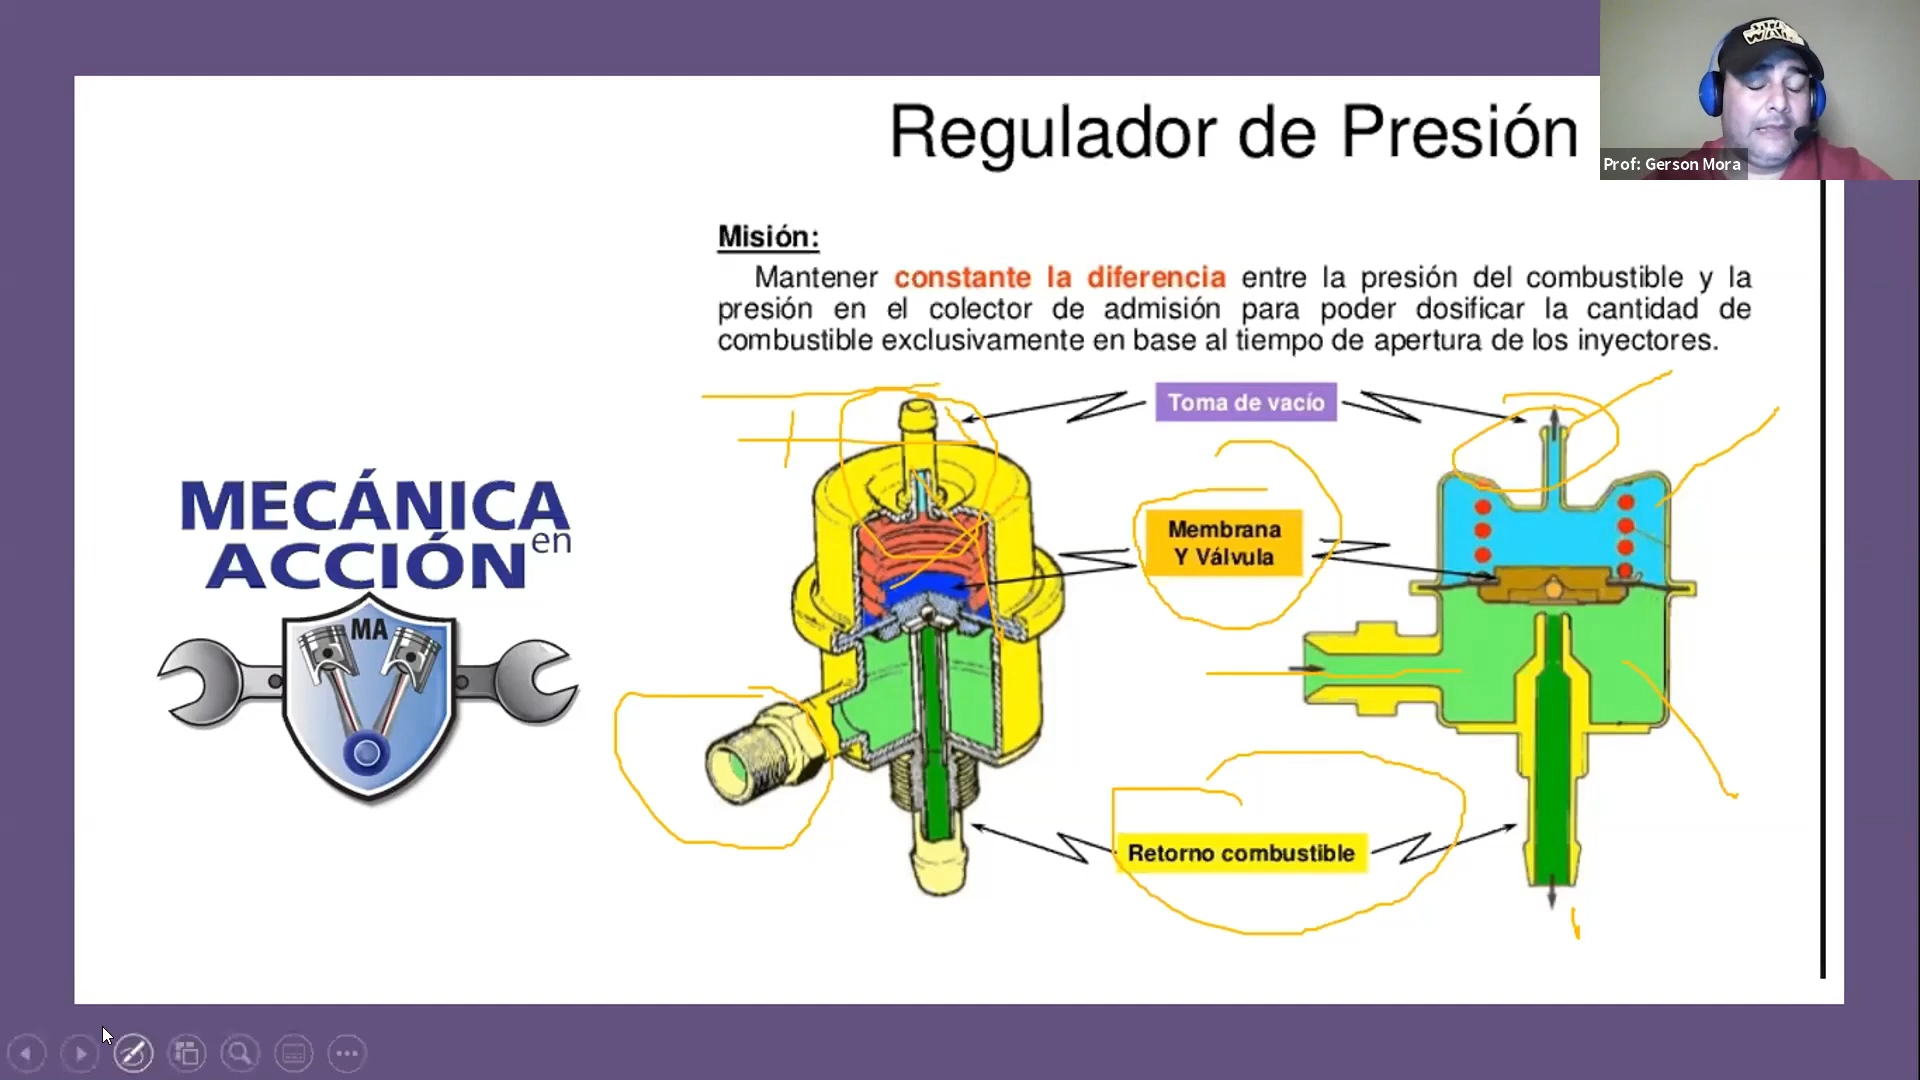 Regulador de Presión
STAR
WARS
Prof: Gerson Mora
Misión:
Mantener constante la diferencia entre la presión del combustible y la
presión en el colector de admisión para poder dosificar la cantidad de
combustible exclusivamente en base al tiempo de apertura de los inyectores.
Toma de vacío
Membrana
Y Válvula
MECÁNICA
en
ACCIÓN
MA
Retorno combustible